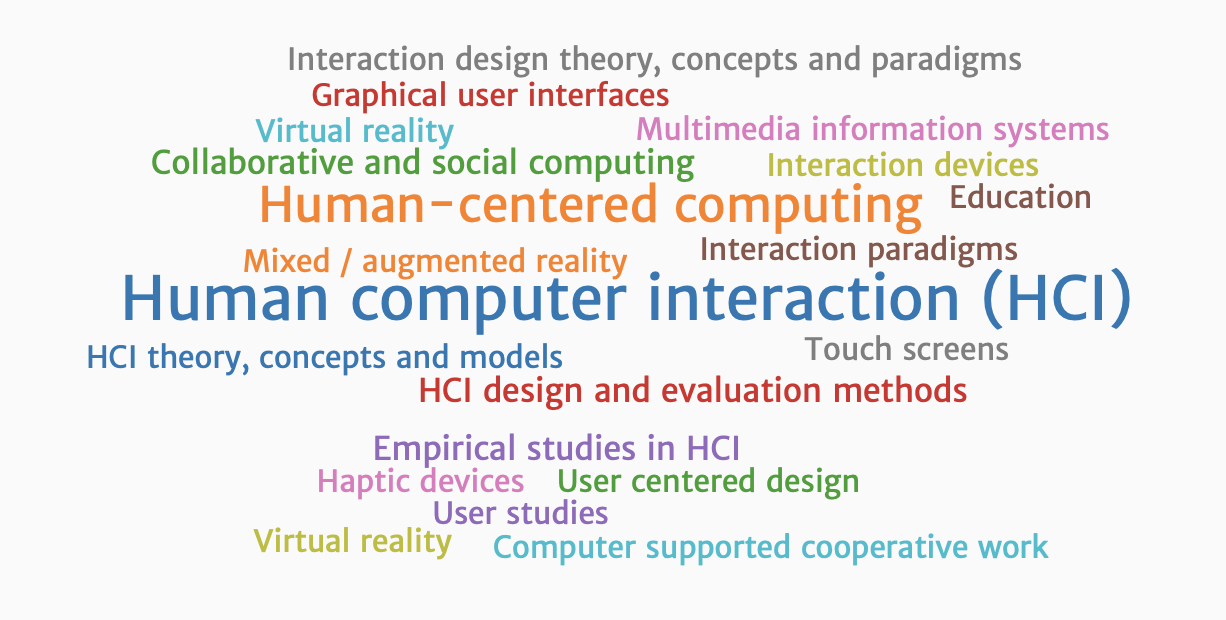 Interaction design theory, concepts and paradigms
Graphical user interfaces
Virtual reality
Multimedia information systems
Collaborative and social computing
Interaction devices
Human-centered computing
Education
Mixed / augmented reality
Interaction paradigms
Human computer interaction (HCI)
HCI theory, concepts and models
Touch screens
HCI design and evaluation methods
Empirical studies in HCI
Haptic devices
User centered design
User studies
Virtual reality
Computer supported cooperative work